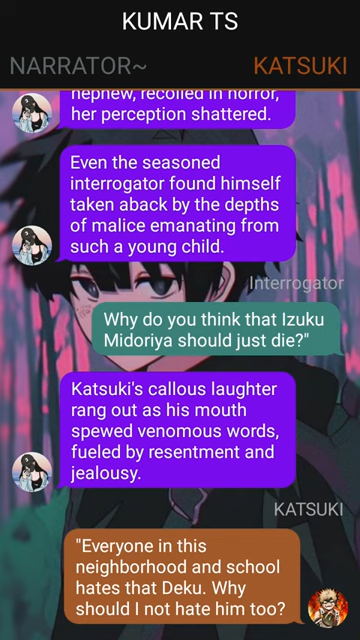 KUMAR TS
NARRATOR~ KATSUKI
nephew, recoiled in horror,
her perception shattered.
Even the seasoned
interrogator found himself
taken aback by the depths
of malice emanating from
such a young child.
Interrogator
Why do you think that Izuku
Midoriya should just die?"
Katsuki's callous laughter
rang out as his mouth
spewed venomous words,
fueled by resentment and
jealousy.
KATSUKI
"Everyone in this
neighborhood and school
hates that Deku. Why
should I not hate him too?